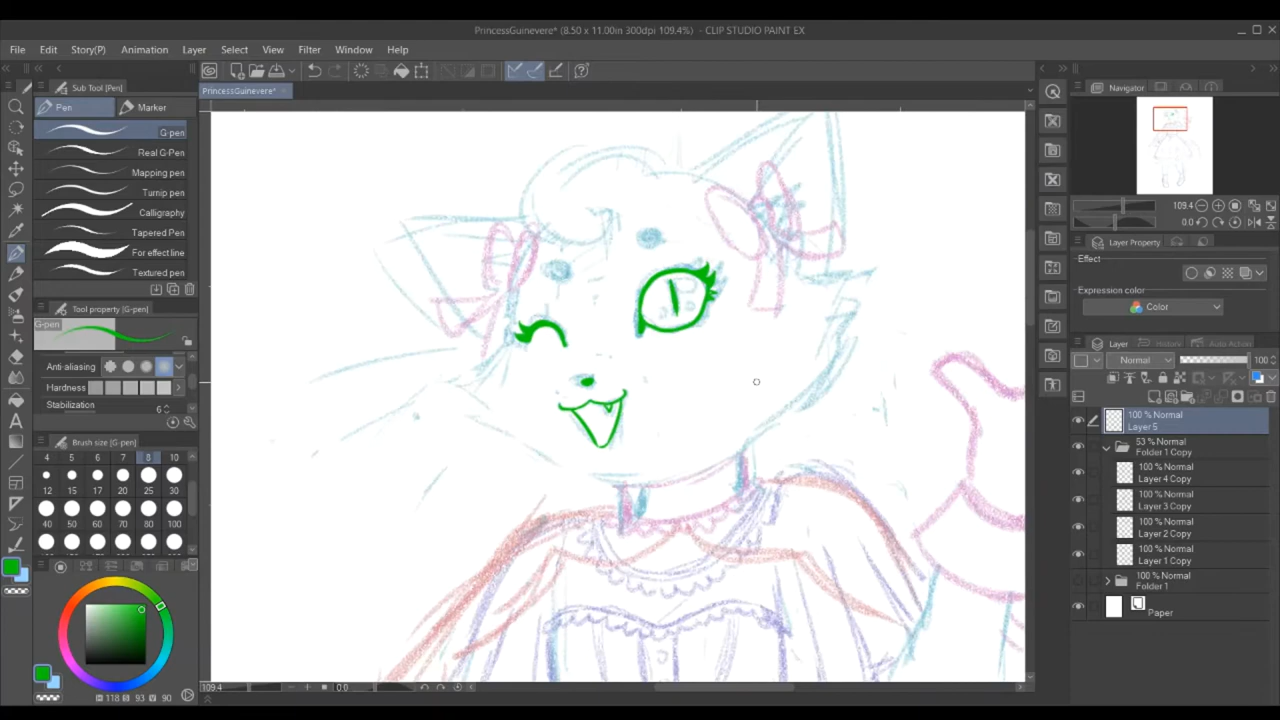 PrincessGuinevere* (8.50 x 11.00in 300dpi 109.4%) - CLIP STUDIO PAINT EX
File Edit Story(P) Animation Layer Select View Filter Window Help
Sub Tool [Pen]
Pen Marker
G-pen
Real G-Pen
Mapping pen
Turnip pen
Calligraphy
Tapered Pen
For effect line
Textured pen
Tool property [G-pen]
G-pen
Anti-aliasing
Hardness
Stabilization 6
Brush size [G-pen]
4 5 6 7 8 10
12 15 17 20 25 30
40 50 60 70 80 100
H 118 S 93 V 90
PrincessGuinevere*
109.4 0.0
Navigator
109.4
0.0
Layer Property
Effect
Expression color
Color
Layer History Auto Action
Normal 100
100 % Normal
Layer 5
53 % Normal
Folder 1 Copy
100 % Normal
Layer 4 Copy
100 % Normal
Layer 3 Copy
100 % Normal
Layer 2 Copy
100 % Normal
Layer 1 Copy
100 % Normal
Folder 1
Paper